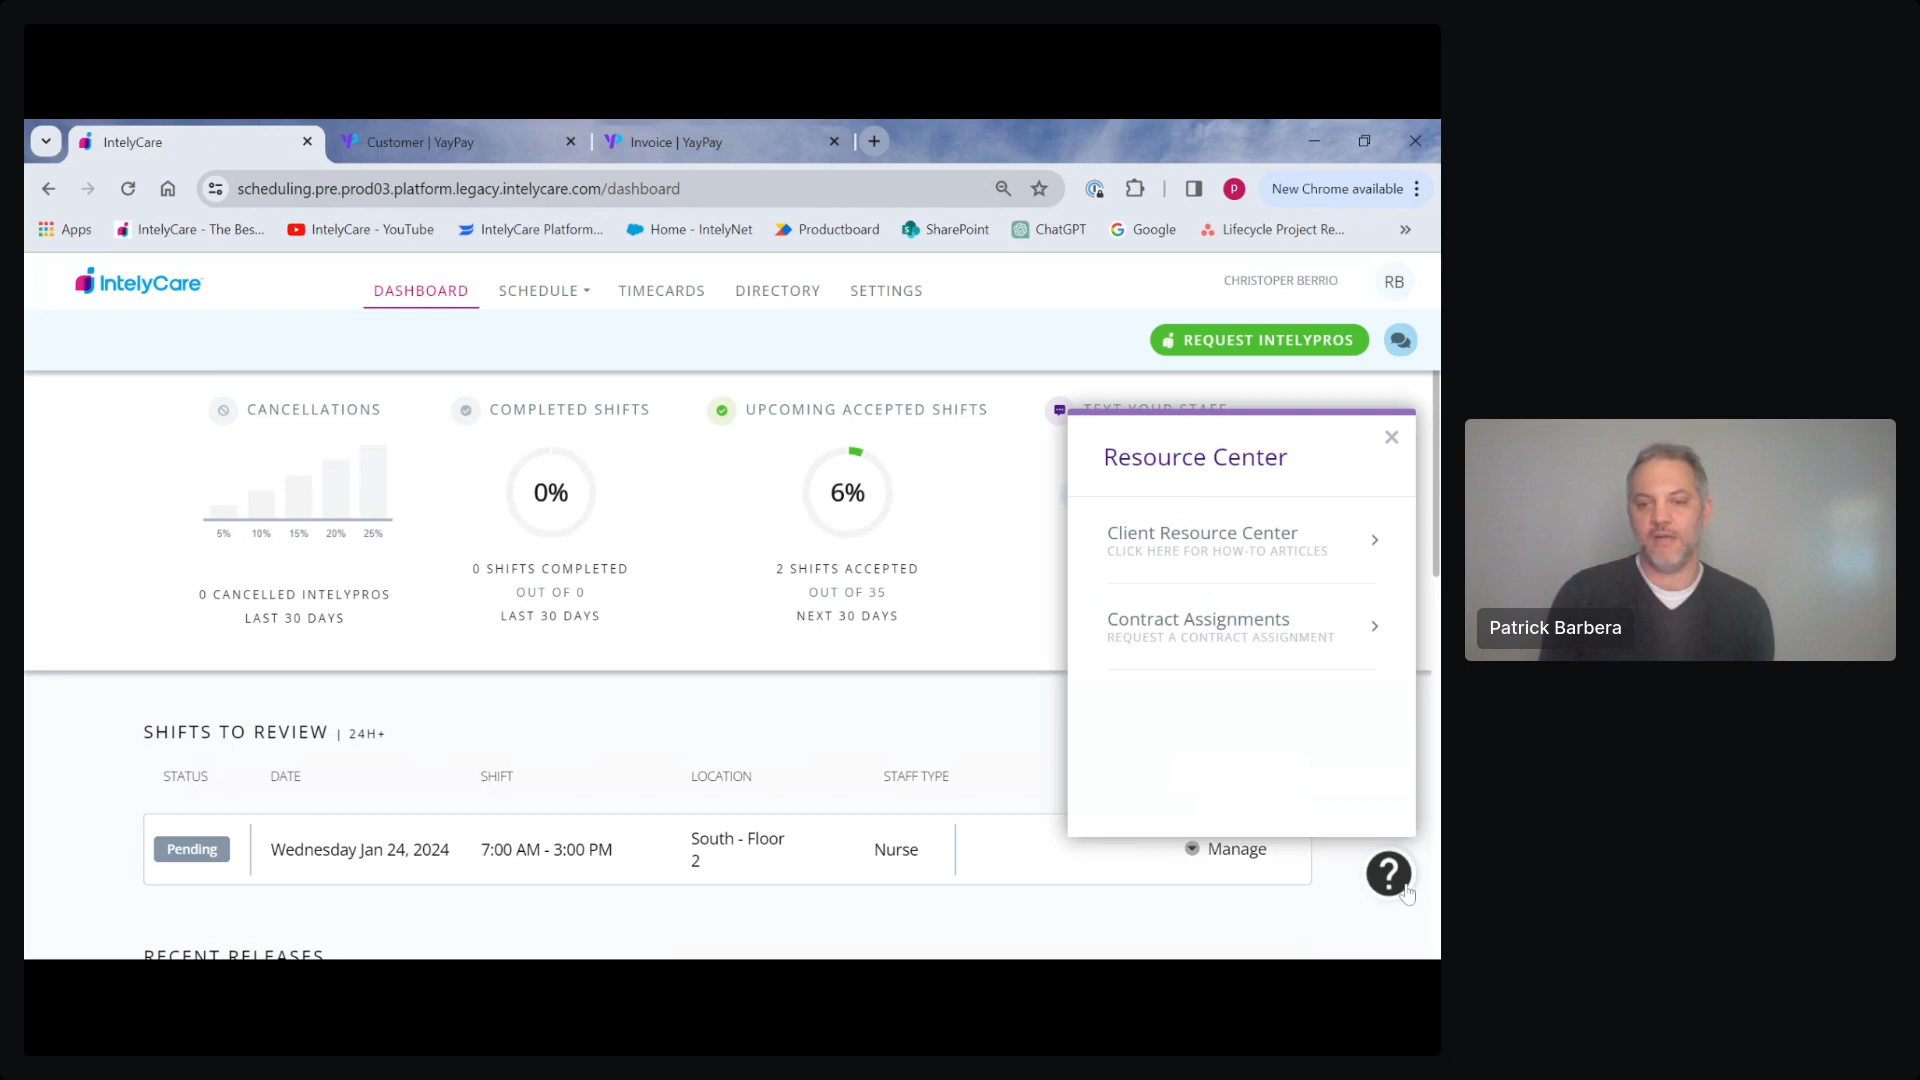 IntelyCare
Customer | YayPay
Invoice | YayPay
scheduling.pre.prod03.platform.legacy.intelycare.com/dashboard
P
New Chrome available
Apps
IntelyCare - The Bes...
IntelyCare - YouTube
IntelyCare Platform...
Home - IntelyNet
Productboard
SharePoint
ChatGPT
Google
Lifecycle Project Re...
IntelyCare
DASHBOARD
SCHEDULE
TIMECARDS
DIRECTORY
SETTINGS
CHRISTOPER BERRIO
RB
REQUEST INTELYPROS
CANCELLATIONS
5% 10% 15% 20% 25%
0 CANCELLED INTELYPROS
LAST 30 DAYS
COMPLETED SHIFTS
0%
0 SHIFTS COMPLETED
OUT OF 0
LAST 30 DAYS
UPCOMING ACCEPTED SHIFTS
6%
2 SHIFTS ACCEPTED
OUT OF 35
NEXT 30 DAYS
TEXT YOUR STAFF
Resource Center
Client Resource Center
CLICK HERE FOR HOW-TO ARTICLES
Contract Assignments
REQUEST A CONTRACT ASSIGNMENT
SHIFTS TO REVIEW | 24H+
STATUS DATE SHIFT LOCATION STAFF TYPE
Pending
Wednesday Jan 24, 2024
7:00 AM - 3:00 PM
South - Floor
2
Nurse
Manage
?
RECENT RELEASES
Patrick Barbera